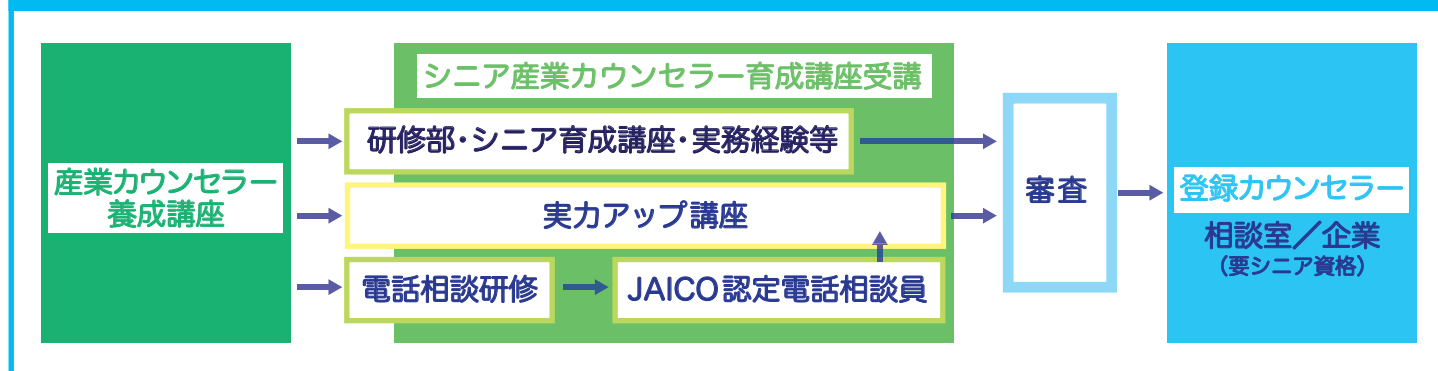 産業カウンセラー
養成講座
シニア産業カウンセラー育成講座受講
研修部・シニア育成講座・実務経験等
実力アップ講座
電話相談研修
JAICO認定電話相談員
審査
登録カウンセラー
相談室／企業
（要シニア資格）